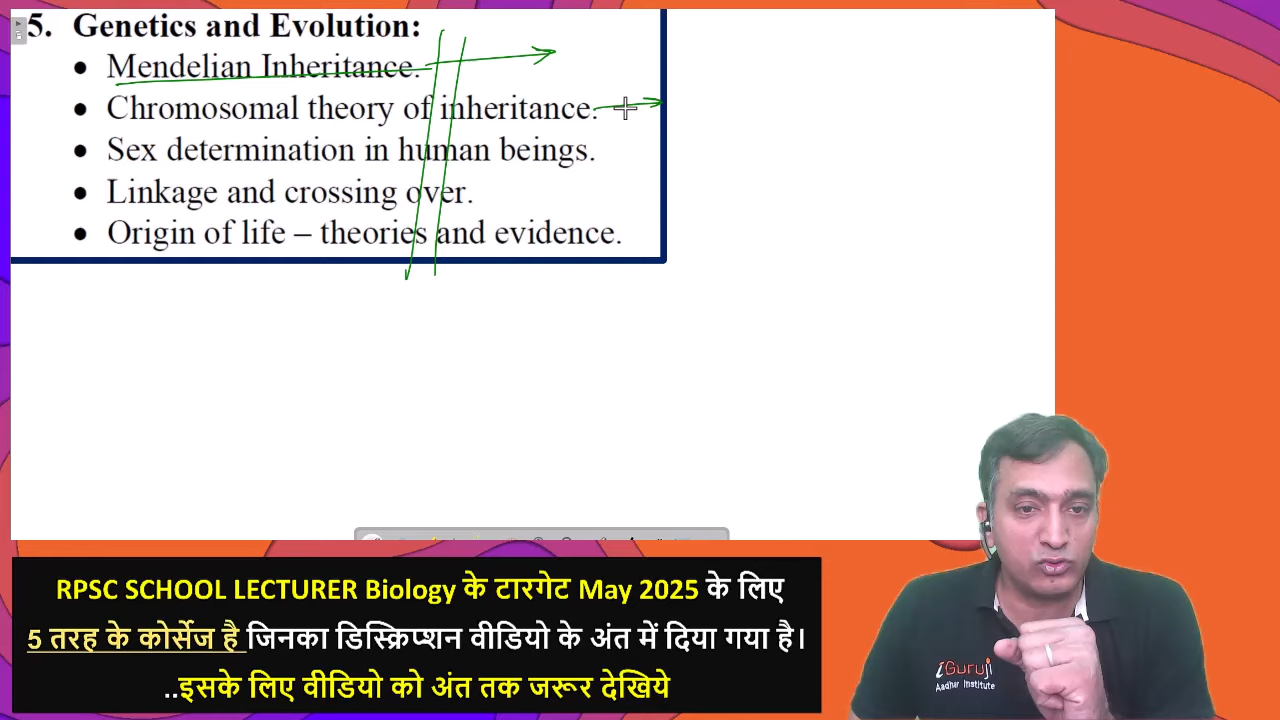 5. Genetics and Evolution:
• Mendelian Inheritance.
• Chromosomal theory of inheritance.
• Sex determination in human beings.
• Linkage and crossing over.
• Origin of life – theories and evidence.
RPSC SCHOOL LECTURER Biology के टारगेट May 2025 के लिए
5 तरह के कोर्सेज है जिनका डिस्क्रिप्शन वीडियो के अंत में दिया गया है।
..इसके लिए वीडियो को अंत तक जरूर देखिये
iGuruji
Aadhar Institute